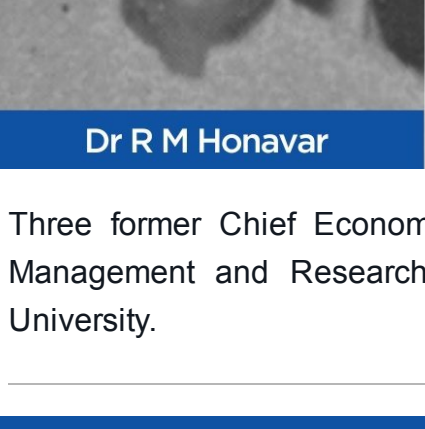 Dr R M Honavar
Three former Chief Econom
Management and Research
University.